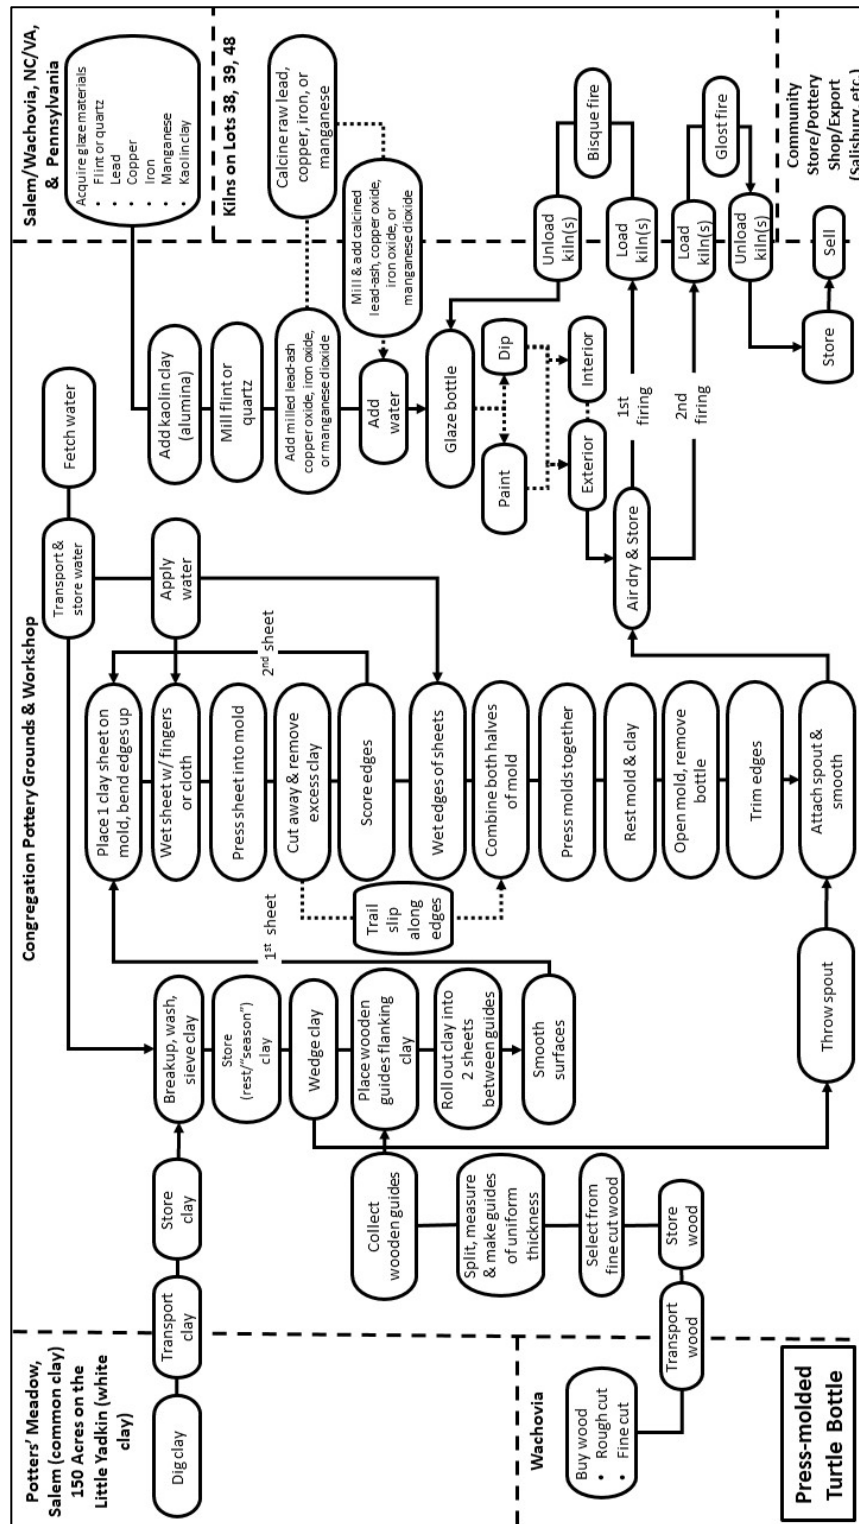 Potters' Meadow,
Salem (common clay)
150 Acres on the
Little Yadkin (white
clay)
Dig clay
Transport
clay
Store
clay
Wachovia
Buy wood
• Rough cut
• Fine cut
Transport
wood
Store
wood
Select from
fine cut wood
Split, measure
& make guides
of uniform
thickness
Collect
wooden guides
Press-molded
Turtle Bottle
Congregation Pottery Grounds & Workshop
Breakup, wash,
sieve clay
Store
(rest/"season")
clay
Wedge clay
Place wooden
guides flanking
clay
Roll out clay into
2 sheets
between guides
Smooth
surfaces
Throw spout
1st sheet
Trail
slip
along
edges
Place 1 clay sheet on
mold, bend edges up
Wet sheet w/ fingers
or cloth
Press sheet into mold
Cut away & remove
excess clay
Score edges
2nd sheet
Wet edges of sheets
Combine both halves
of mold
Press molds together
Rest mold & clay
Open mold, remove
bottle
Trim edges
Attach spout &
smooth
Transport &
store water
Fetch water
Apply
water
Salem/Wachovia, NC/VA,
& Pennsylvania
Acquire glaze materials
• Flint or quartz
• Lead
• Copper
• Iron
• Manganese
• Kaolin clay
Add kaolin clay
(alumina)
Mill flint or
quartz
Add milled lead-ash
copper oxide, iron oxide,
or manganese dioxide
Add
water
Kilns on Lots 38, 39, 48
Calcine raw lead,
copper, iron, or
manganese
Mill & add calcined
lead-ash, copper oxide,
iron oxide, or
manganese dioxide
Glaze bottle
Paint
Dip
Exterior
Interior
Air dry & Store
1st
firing
2nd
firing
Unload
kiln(s)
Bisque fire
Load
kiln(s)
Load
kiln(s)
Glost fire
Unload
kiln(s)
Store
Sell
Community
Store/Pottery
Shop/Export
(Salisbury, etc.)